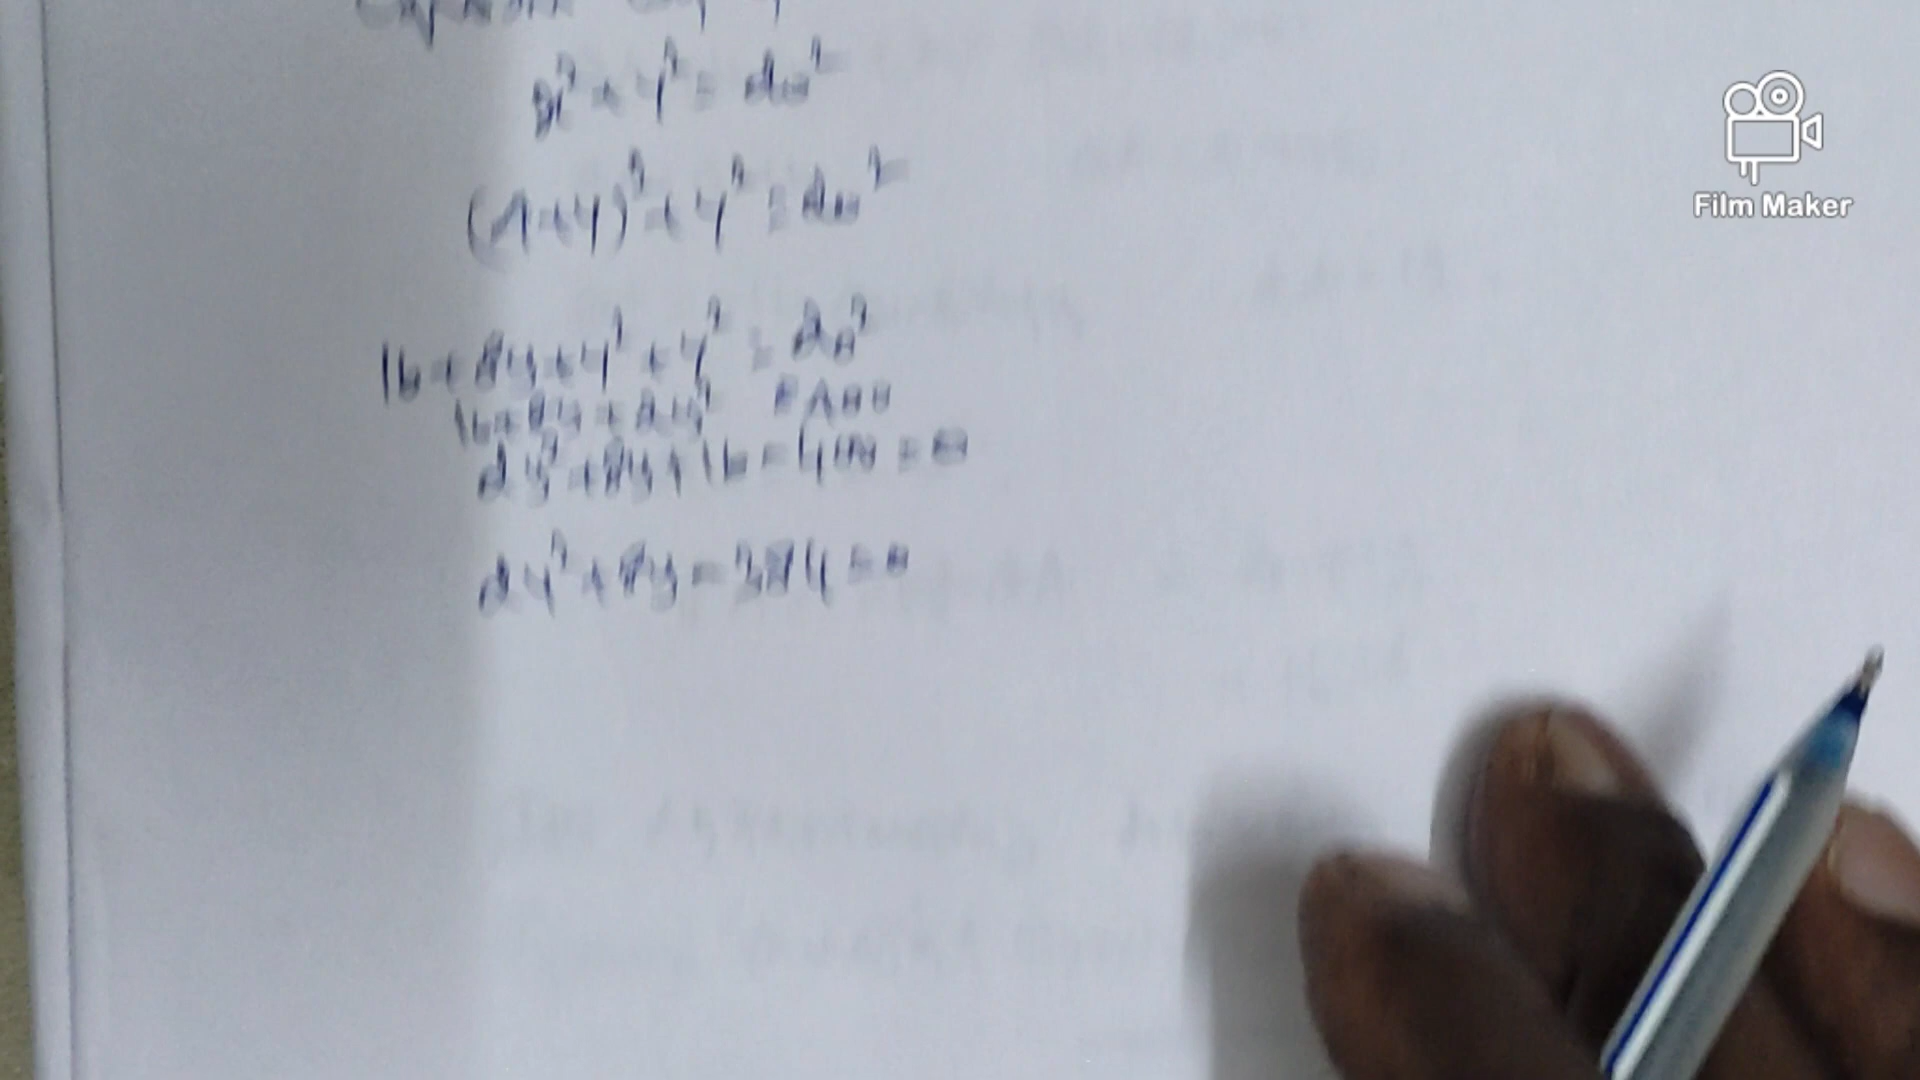 x² + y² = 20²
(4+y)² + y² = 20²
16 + 8y + y² + y² = 20²
16 + 8y + 2y² = 400
2y² + 8y + 16 - 400 = 0
2y² + 8y - 384 = 0
Film Maker